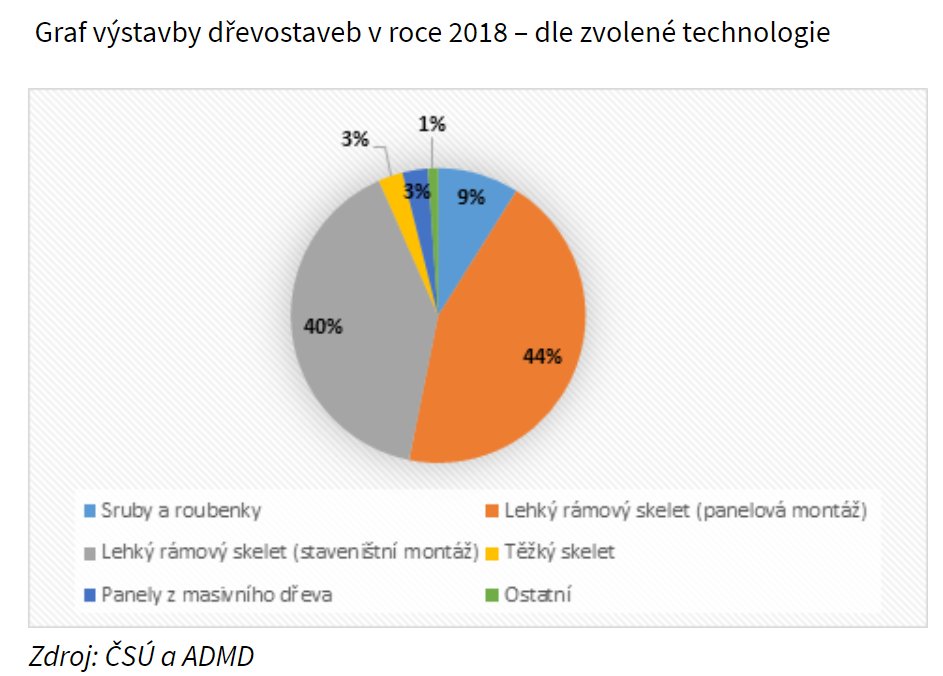 Graf výstavby dřevostaveb v roce 2018 – dle zvolené technologie
1%
3%
3%
9%
40%
44%
Sruby a roubenky
Lehký rámový skelet (panelová montáž)
Lehký rámový skelet (staveništní montáž)
Těžký skelet
Panely z masivního dřeva
Ostatní
Zdroj: ČSÚ a ADMD